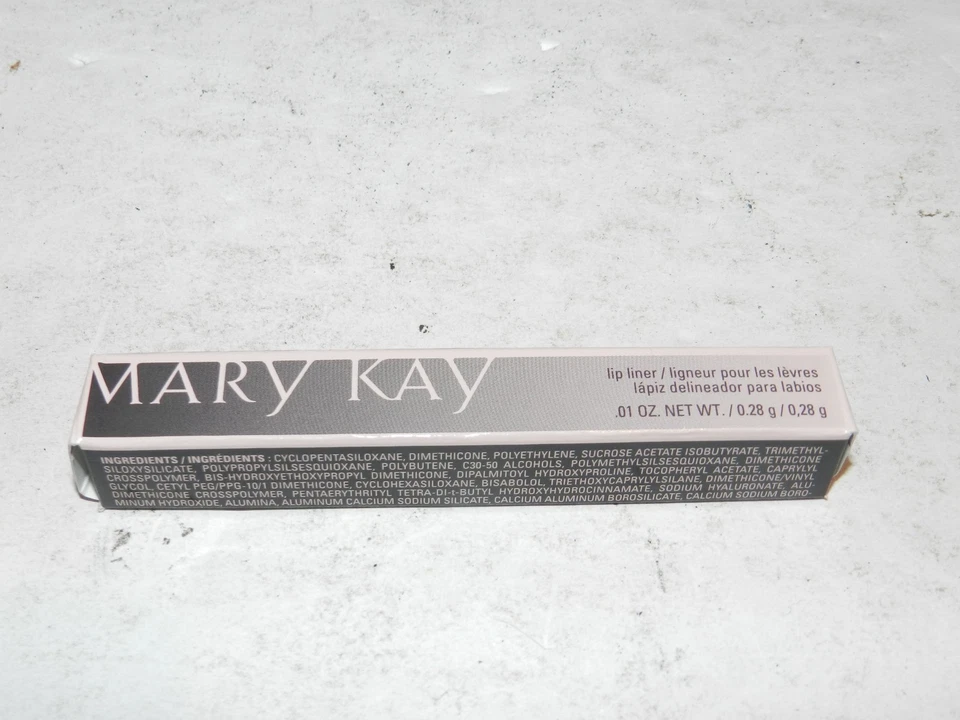 MARY KAY
lip liner / ligneur pour les lèvres
lápiz delineador para labios
.01 OZ. NET WT. / 0.28 g / 0,28 g
INGREDIENTS / INGRÉDIENTS : CYCLOPENTASILOXANE, DIMETHICONE, POLYETHYLENE, SUCROSE ACETATE ISOBUTYRATE, TRIMETHYL-
SILOXYSILICATE, POLYPROPYLSILSESQUIOXANE, POLYBUTENE, C30-50 ALCOHOLS, POLYMETHYLSILSESQUIOXANE, DIMETHICONE
CROSSPOLYMER, BIS-HYDROXYETHOXYPROPYL DIMETHICONE, DIPALMITOYL HYDROXYPROLINE, TOCOPHERYL ACETATE, CAPRYLYL
GLYCOL, CETYL PEG/PPG-10/1 DIMETHICONE, CYCLOHEXASILOXANE, BISABOLOL, TRIETHOXYCAPRYLYLSILANE, DIMETHICONE/VINYL
DIMETHICONE CROSSPOLYMER, PENTAERYTHRITYL TETRA-DI-t-BUTYL HYDROXYHYDROCINNAMATE, SODIUM HYALURONATE, ALU-
MINUM HYDROXIDE, ALUMINA, ALUMINUM CALCIUM SODIUM SILICATE, CALCIUM ALUMINUM BOROSILICATE, CALCIUM SODIUM BORO-